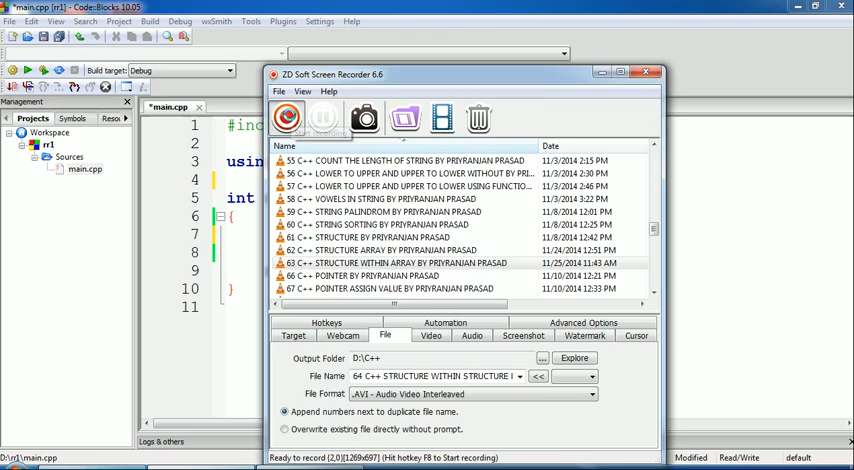 *main.cpp [rr1] - Code::Blocks 10.05
File Edit View Search Project Build Debug wxSmith Tools Plugins Settings Help
Build target: Debug
Management
Projects Symbols Resou
*main.cpp
Workspace
rr1
Sources
main.cpp
1 #inc
2
3 usin
4
5 int
6 {
7
8
9
10 }
11
ZD Soft Screen Recorder 6.6
File View Help
Start recording
Name Date
55 C++ COUNT THE LENGTH OF STRING BY PRIYRANJAN PRASAD 11/3/2014 2:15 PM
56 C++ LOWER TO UPPER AND UPPER TO LOWER WITHOUT BY PRI... 11/3/2014 2:30 PM
57 C++ LOWER TO UPPER AND UPPER TO LOWER USING FUNCTIO... 11/3/2014 2:46 PM
58 C++ VOWELS IN STRING BY PRIYRANJAN PRASAD 11/3/2014 3:22 PM
59 C++ STRING PALINDROM BY PRIYRANJAN PRASAD 11/8/2014 12:01 PM
60 C++ STRING SORTING BY PRIYRANJAN PRASAD 11/8/2014 12:25 PM
61 C++ STRUCTURE BY PRIYRANJAN PRASAD 11/8/2014 12:42 PM
62 C++ STRUCTURE ARRAY BY PRIYRANJAN PRASAD 11/24/2014 12:51 PM
63 C++ STRUCTURE WITHIN ARRAY BY PRIYRANJAN PRASAD 11/25/2014 11:43 AM
66 C++ POINTER BY PRIYRANJAN PRASAD 11/10/2014 12:21 PM
67 C++ POINTER ASSIGN VALUE BY PRIYRANJAN PRASAD 11/10/2014 12:33 PM
Hotkeys Automation Advanced Options
Target Webcam File Video Audio Screenshot Watermark Cursor
Output Folder D:\C++ ... Explore
File Name 64 C++ STRUCTURE WITHIN STRUCTURE <<
File Format .AVI - Audio Video Interleaved
Append numbers next to duplicate file name.
Overwrite existing file directly without prompt.
Ready to record (2,0)[1269x697] (Hit hotkey F8 to Start recording)
Logs & others
D:\rr1\main.cpp Modified Read/Write default